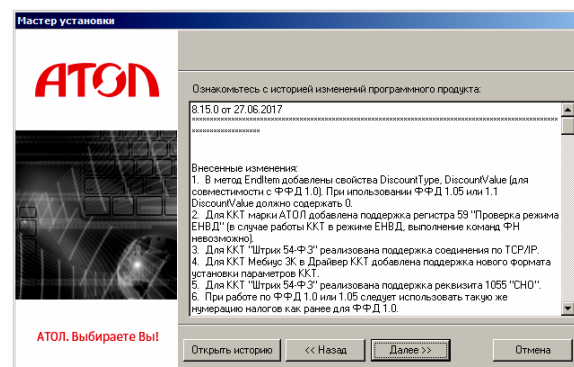 Мастер установки
АТОЛ
Ознакомьтесь с историей изменений программного продукта:
8.15.0 от 27.06.2017
Внесенные изменения:
1.  В метод EndItem добавлены свойства DiscountType, DiscountValue (для
совместимости с ФФД 1.0). При ипользовании ФФД 1.05 или 1.1
DiscountValue должно содержать 0.
2.  Для ККТ марки АТОЛ добавлена поддержка регистра 59 "Проверка режима
ЕНВД" (в случае работы ККТ в режиме ЕНВД, выполнение команд ФН
невозможно).
3.  Для ККТ "Штрих 54-ФЗ" реализована поддержка соединения по TCP/IP.
4.  Для ККТ Мебиус 3К в Драйвер ККТ добавлена поддержка нового формата
установки параметров ККТ.
5.  Для ККТ "Штрих 54-ФЗ" реализована поддержка реквизита 1055 "СНО".
6.  При работе по ФФД 1.0 или 1.05 следует использовать такую же
нумерацию налогов как ранее для ФФД 1.0.
АТОЛ. Выбираете Вы!
Открыть историю
<< Назад
Далее >>
Отмена